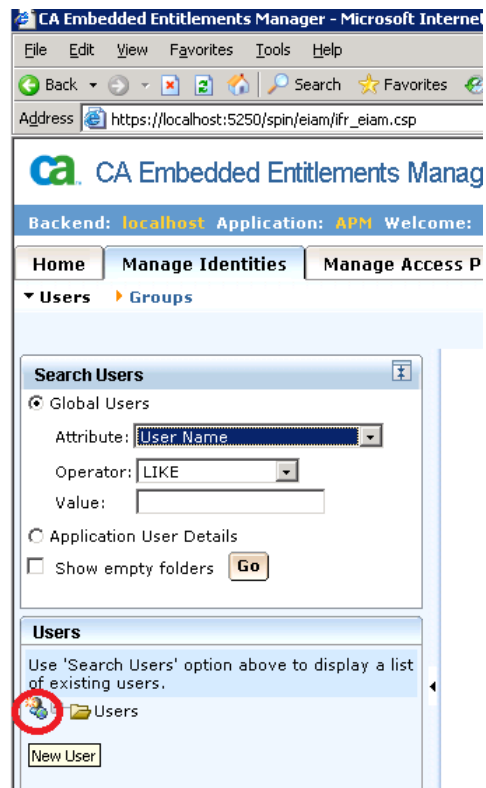 CA Embedded Entitlements Manager - Microsoft Internet
File Edit View Favorites Tools Help
Back Search Favorites
Address https://localhost:5250/spin/eiam/ifr_eiam.csp
ca CA Embedded Entitlements Manag
Backend: localhost Application: APM Welcome:
Home Manage Identities Manage Access P
Users Groups
Search Users
Global Users
Attribute: User Name
Operator: LIKE
Value:
Application User Details
Show empty folders Go
Users
Use 'Search Users' option above to display a list
of existing users.
Users
New User